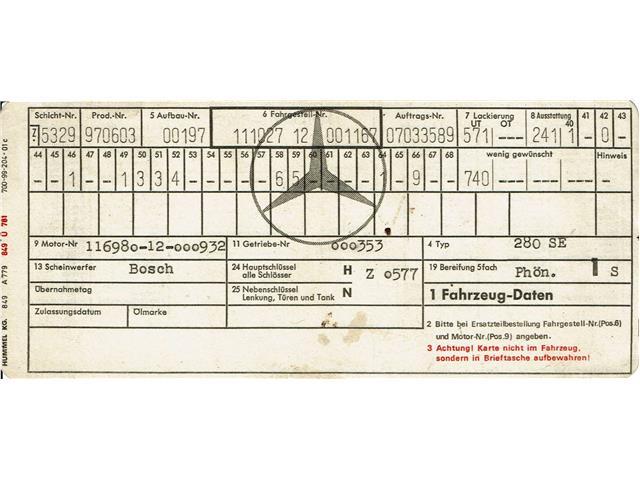 Schicht-Nr. Prod.-Nr. 5 Aufbau-Nr. 6 Fahrgestell-Nr. Auftrags-Nr. 7 Lackierung 8 Ausstattung 41 42 43
UT OT 40
Z 5329 970603 00197 111027 12 001167 07033589 571 --- 241 1 - 0 -
44 45 46 47 48 49 50 51 52 53 54 55 56 57 58 59 60 61 62 63 64 65 66 67 68 wenig gewünscht Hinweis
- - 1 - - 1 3 3 4 - - - 6 5 - - - - - - 9 - 740 --- --- --- ---
9 Motor-Nr 116980-12-000932 11 Getriebe-Nr 000353 4 Typ 280 SE
13 Scheinwerfer Bosch 24 Hauptschlüssel alle Schlösser H Z 0577 19 Bereifung 5fach Phön. 1 S
Übernahmetag 25 Nebenschlüssel Lenkung, Türen und Tank N 1 Fahrzeug-Daten
Zulassungsdatum Ölmarke
2 Bitte bei Ersatzteilbestellung Fahrgestell-Nr.(Pos.6)
und Motor-Nr.(Pos.9) angeben.
3 Achtung! Karte nicht im Fahrzeug,
sondern in Brieftasche aufbewahren!
HUMMEL KG. 849 A 779 849 Ü 781 700-99-204-01c